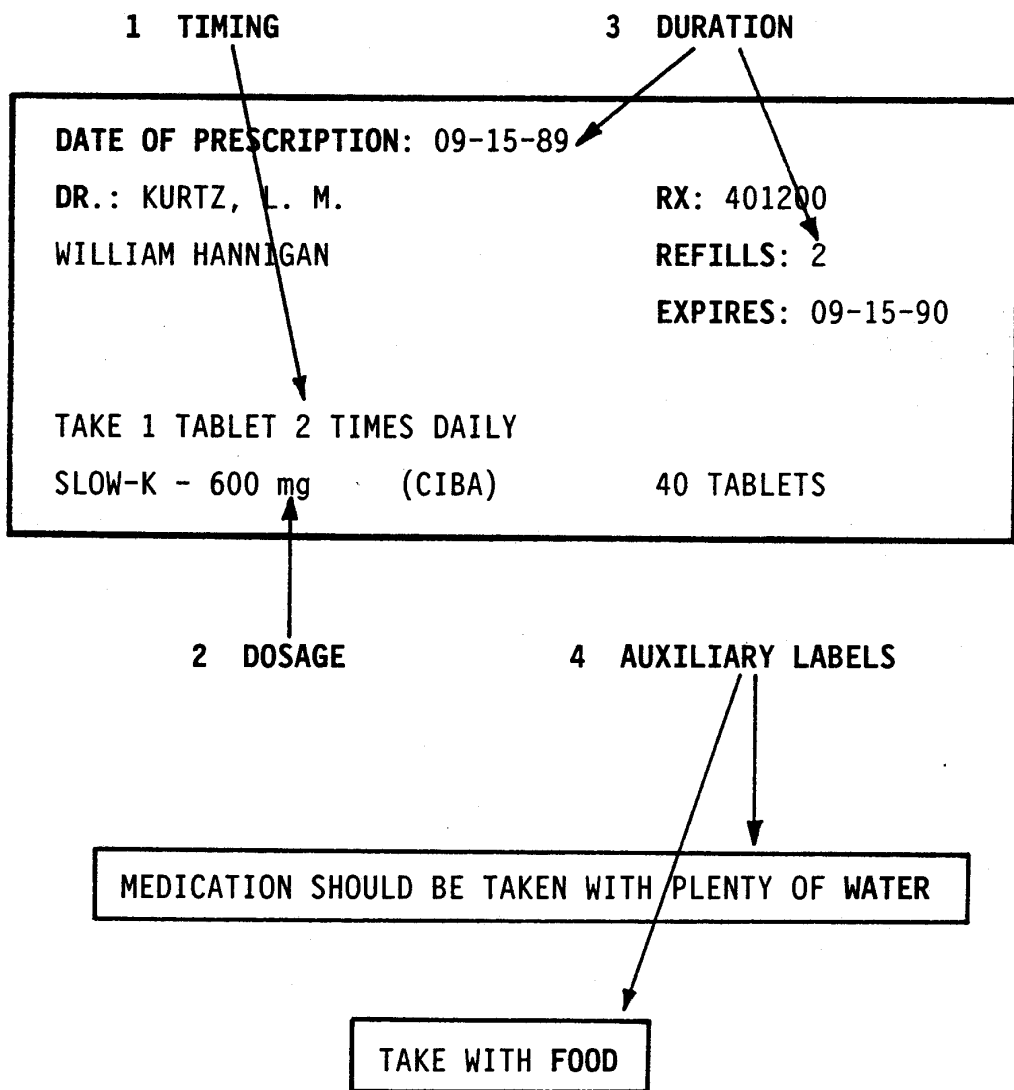 1 TIMING
3 DURATION
DATE OF PRESCRIPTION: 09-15-89
DR.: KURTZ, L. M.
RX: 401200
WILLIAM HANNIGAN
REFILLS: 2
EXPIRES: 09-15-90
TAKE 1 TABLET 2 TIMES DAILY
SLOW-K - 600 mg (CIBA) 40 TABLETS
2 DOSAGE
4 AUXILIARY LABELS
MEDICATION SHOULD BE TAKEN WITH PLENTY OF WATER
TAKE WITH FOOD